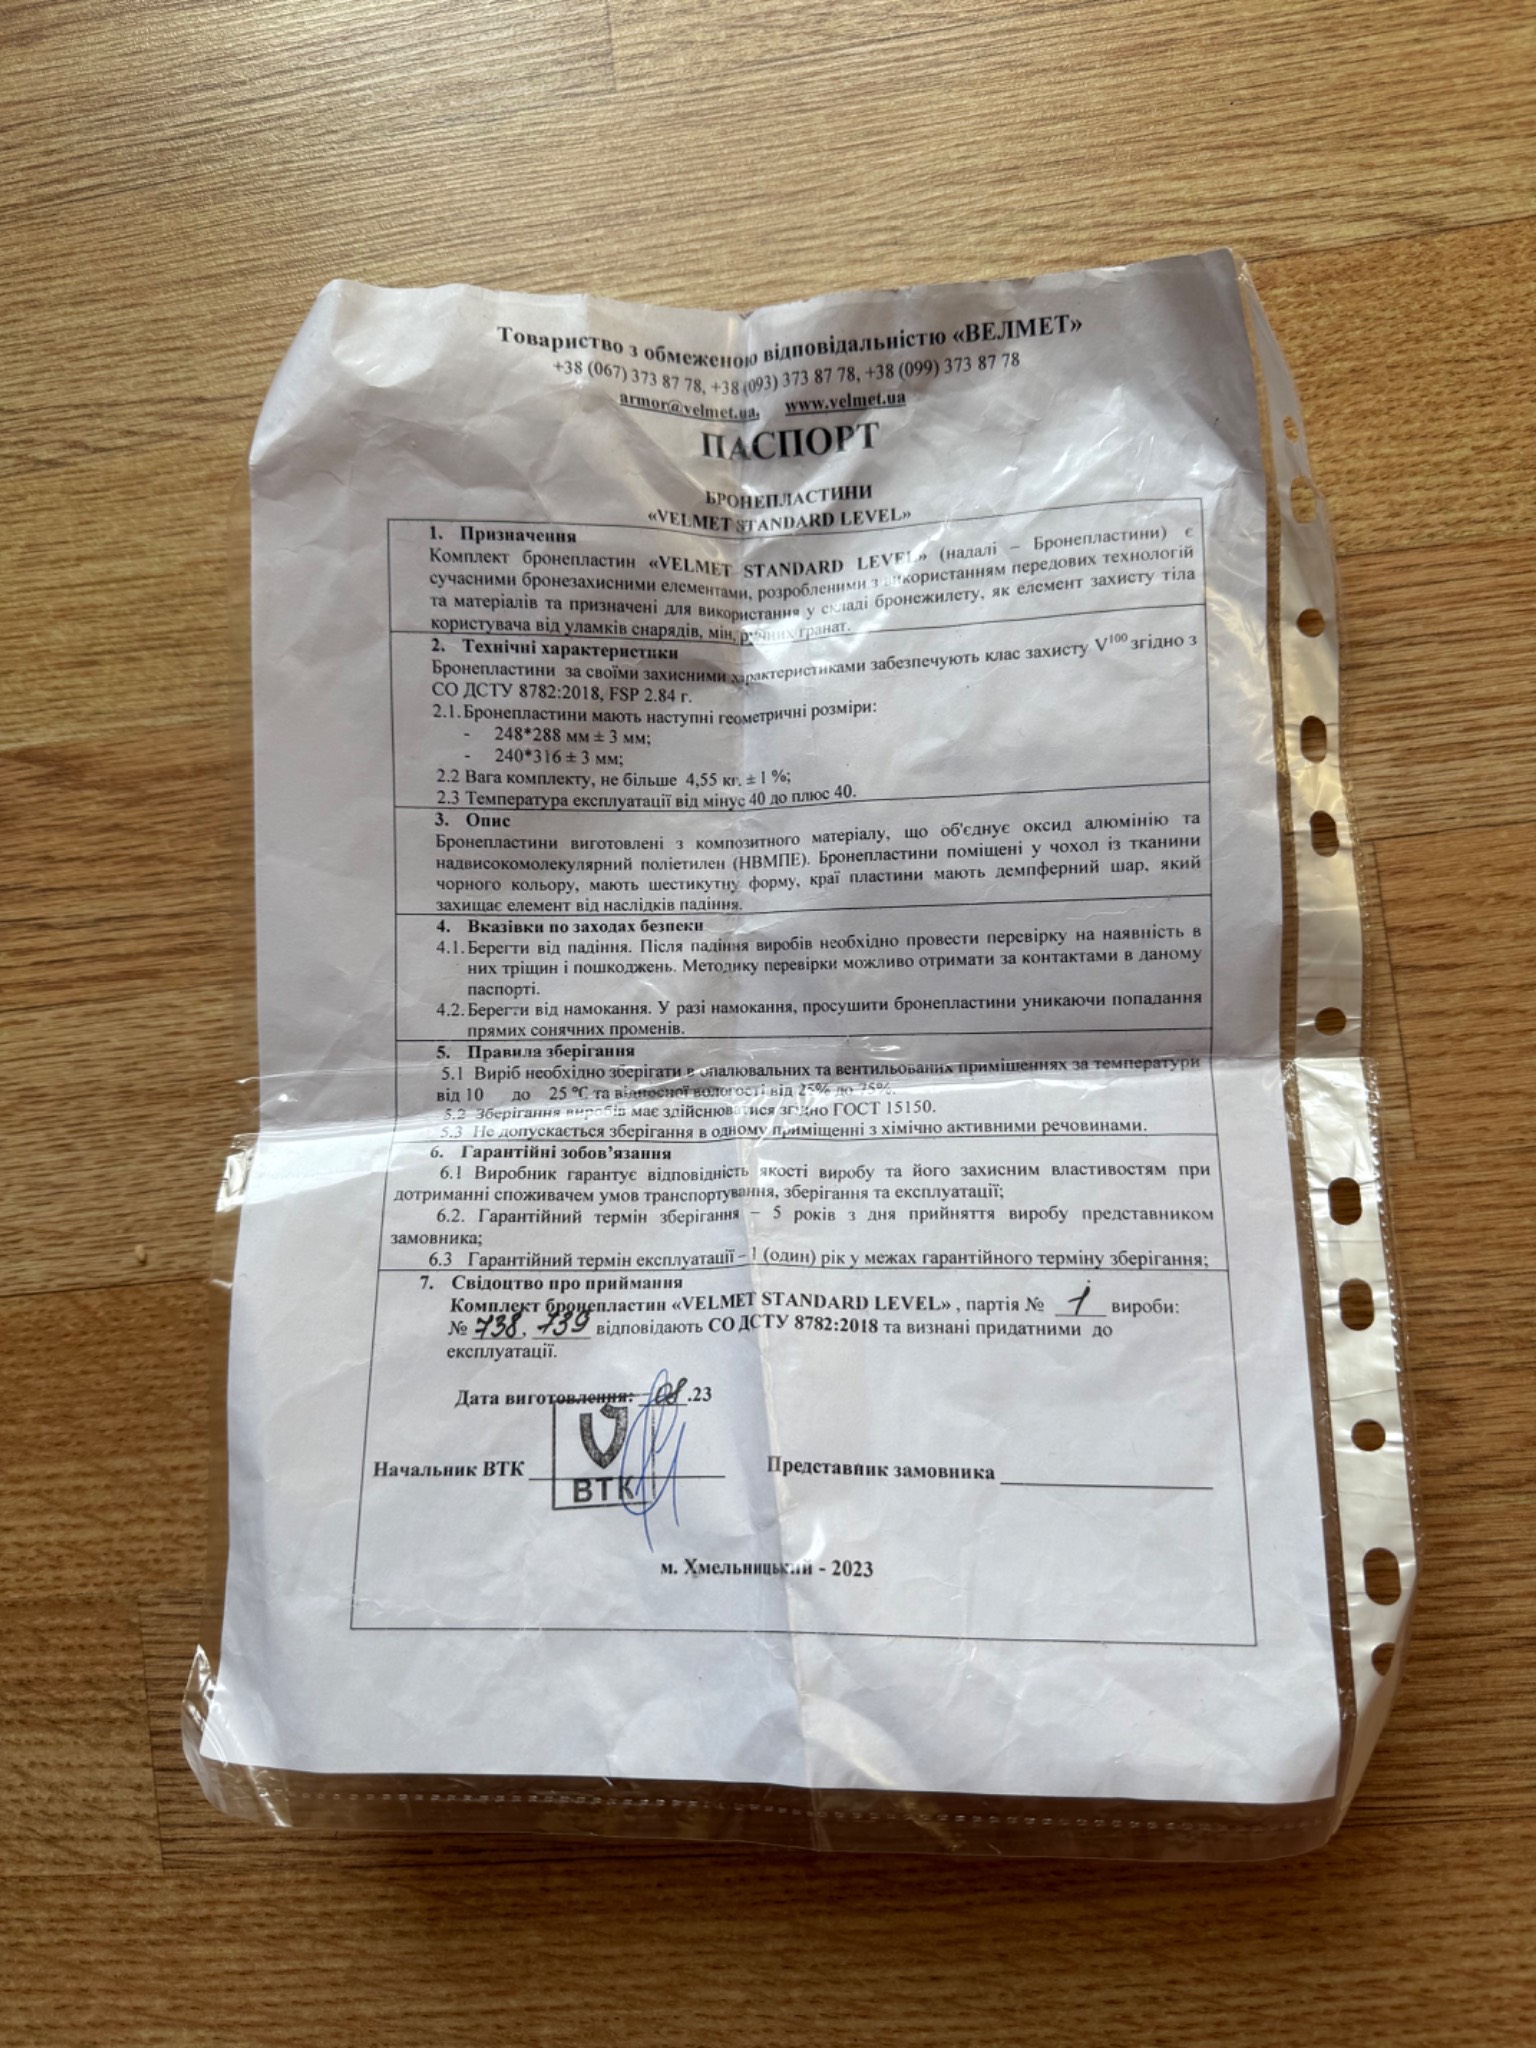 Товариство з обмеженою відповідальністю «ВЕЛМЕТ»
+38 (067) 373 87 78, +38 (093) 373 87 78, +38 (099) 373 87 78
armor@velmet.ua, www.velmet.ua
ПАСПОРТ
БРОНЕПЛАСТИНИ
«VELMET STANDARD LEVEL»
1. Призначення
Комплект бронепластин «VELMET STANDARD LEVEL» (надалі – Бронепластини) є
сучасними бронезахисними елементами, розробленими з використанням передових технологій
та матеріалів та призначені для використання у складі бронежилету, як елемент захисту тіла
користувача від уламків снарядів, мін, ручних гранат.
2. Технічні характеристики
Бронепластини за своїми захисними характеристиками забезпечують клас захисту V100 згідно з
СО ДСТУ 8782:2018, FSP 2.84 г.
2.1. Бронепластини мають наступні геометричні розміри:
- 248*288 мм ± 3 мм;
- 240*316 ± 3 мм;
2.2 Вага комплекту, не більше 4,55 кг. ± 1 %;
2.3 Температура експлуатації від мінус 40 до плюс 40.
3. Опис
Бронепластини виготовлені з композитного матеріалу, що об'єднує оксид алюмінію та
надвисокомолекулярний поліетилен (НВМПЕ). Бронепластини поміщені у чохол із тканини
чорного кольору, мають шестикутну форму, краї пластини мають демпферний шар, який
захищає елемент від наслідків падіння.
4. Вказівки по заходах безпеки
4.1. Берегти від падіння. Після падіння виробів необхідно провести перевірку на наявність в
них тріщин і пошкоджень. Методику перевірки можливо отримати за контактами в даному
паспорті.
4.2. Берегти від намокання. У разі намокання, просушити бронепластини уникаючи попадання
прямих сонячних променів.
5. Правила зберігання
5.1 Виріб необхідно зберігати в опалювальних та вентильованих приміщеннях за температури
від 10 до 25 °С та відносної вологості від 25% до 75%.
5.2 Зберігання виробів має здійснюватися згідно ГОСТ 15150.
5.3 Не допускається зберігання в одному приміщенні з хімічно активними речовинами.
6. Гарантійні зобов’язання
6.1 Виробник гарантує відповідність якості виробу та його захисним властивостям при
дотриманні споживачем умов транспортування, зберігання та експлуатації;
6.2. Гарантійний термін зберігання – 5 років з дня прийняття виробу представником
замовника;
6.3 Гарантійний термін експлуатації – 1 (один) рік у межах гарантійного терміну зберігання;
7. Свідоцтво про приймання
Комплект бронепластин «VELMET STANDARD LEVEL» , партія № 1 вироби:
№ 738, 739 відповідають СО ДСТУ 8782:2018 та визнані придатними до
експлуатації.
Дата виготовлення: 08.23
Начальник ВТК ВТК Представник замовника
м. Хмельницький - 2023